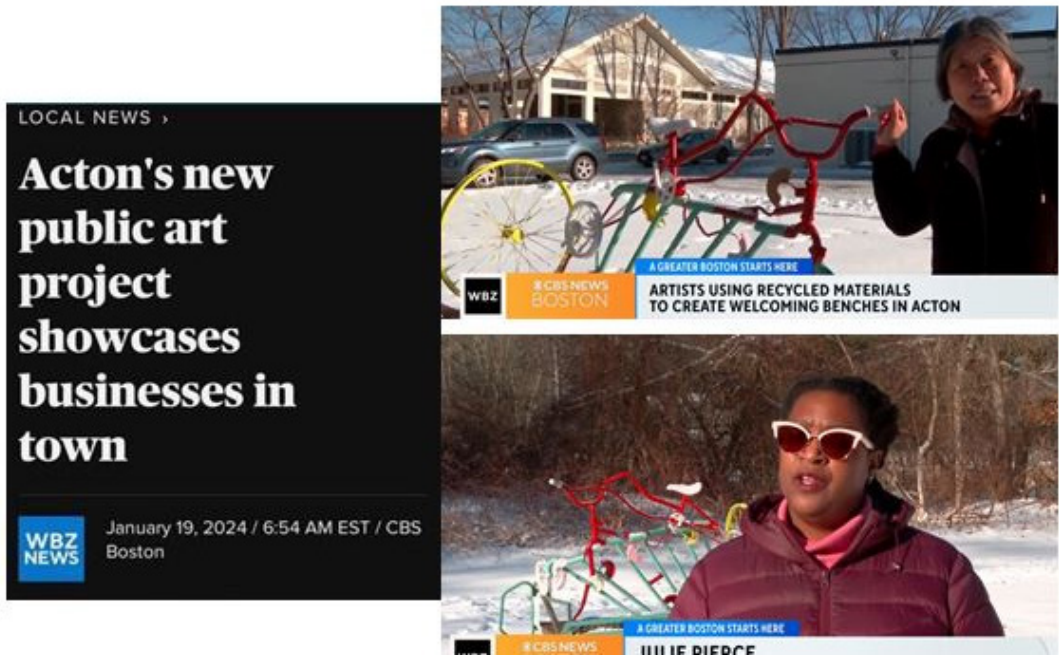 LOCAL NEWS ›
Acton's new
public art
project
showcases
businesses in
town
WBZ
NEWS
January 19, 2024 / 6:54 AM EST / CBS
Boston
A GREATER BOSTON STARTS HERE
WBZ
CBS NEWS
BOSTON
ARTISTS USING RECYCLED MATERIALS
TO CREATE WELCOMING BENCHES IN ACTON
A GREATER BOSTON STARTS HERE
WBZ
CBS NEWS
JULIE PIERCE